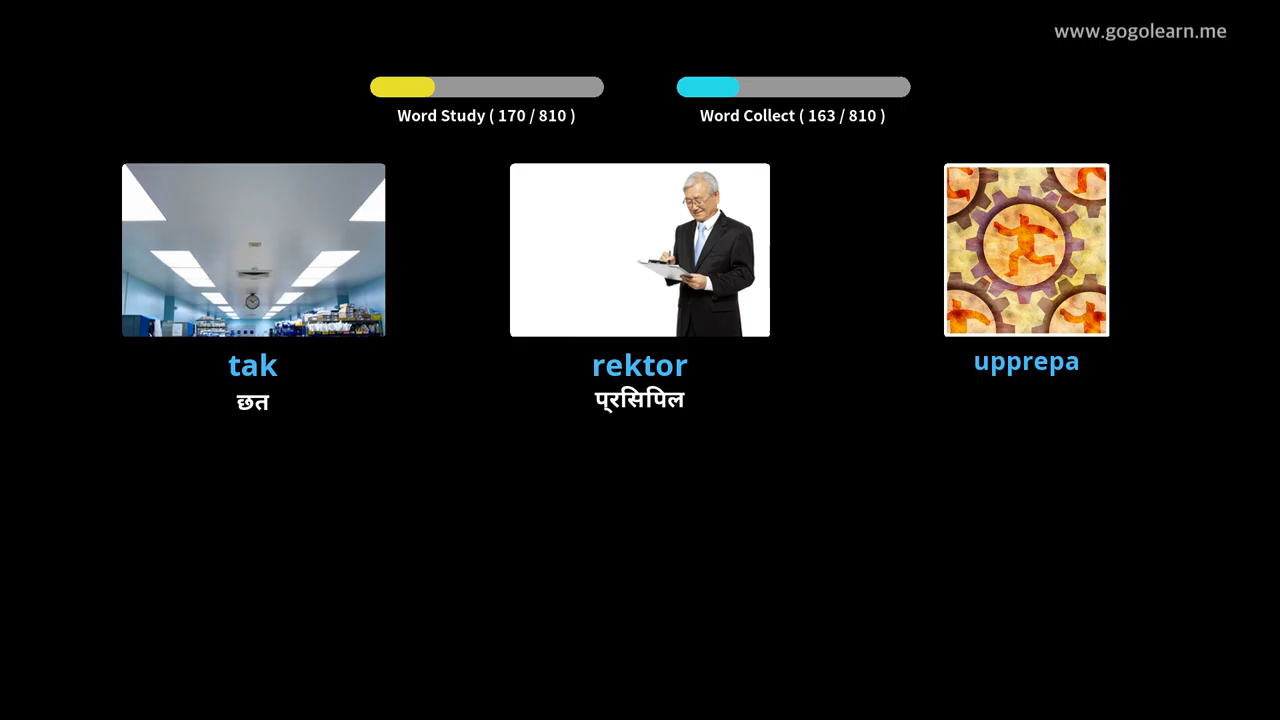 www.gogolearn.me
Word Study ( 170 / 810 )
Word Collect ( 163 / 810 )
tak
छत
rektor
प्रसिपिल
upprepa